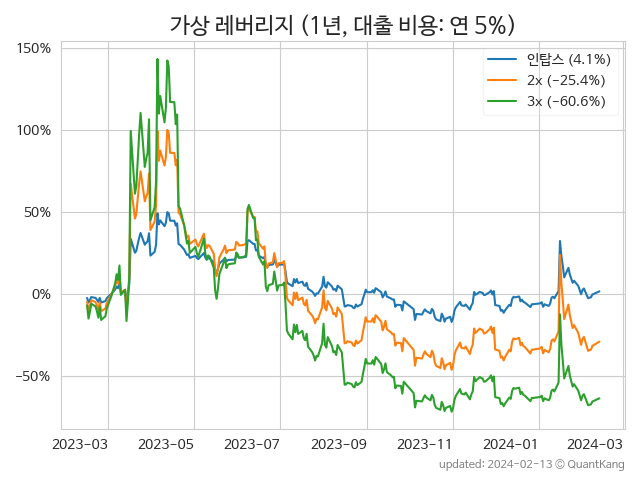 가상 레버리지 (1년, 대출 비용: 연 5%)
인탑스 (4.1%)
2x (−25.4%)
3x (−60.6%)
150%
100%
50%
0%
−50%
2023-03 2023-05 2023-07 2023-09 2023-11 2024-01 2024-03
updated: 2024-02-13 © QuantKang